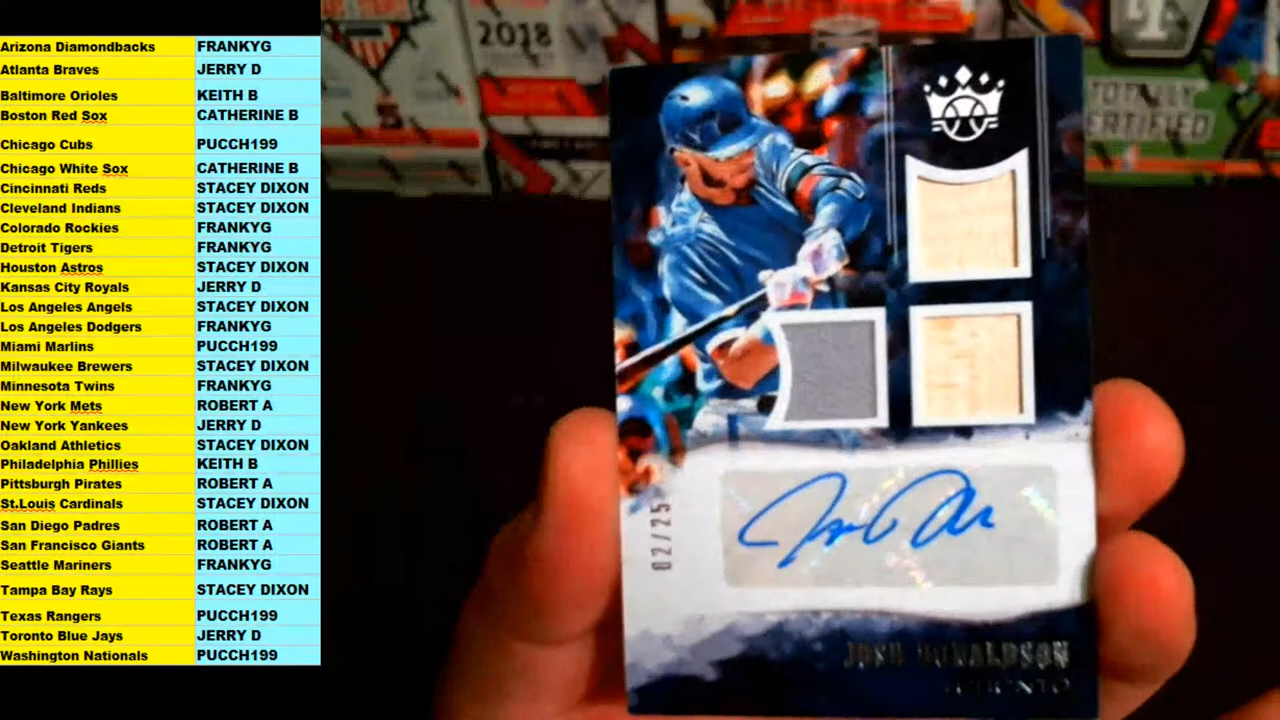 Arizona Diamondbacks FRANKYG
Atlanta Braves JERRY D
Baltimore Orioles KEITH B
Boston Red Sox CATHERINE B
Chicago Cubs PUCCH199
Chicago White Sox CATHERINE B
Cincinnati Reds STACEY DIXON
Cleveland Indians STACEY DIXON
Colorado Rockies FRANKYG
Detroit Tigers FRANKYG
Houston Astros STACEY DIXON
Kansas City Royals JERRY D
Los Angeles Angels STACEY DIXON
Los Angeles Dodgers FRANKYG
Miami Marlins PUCCH199
Milwaukee Brewers STACEY DIXON
Minnesota Twins FRANKYG
New York Mets ROBERT A
New York Yankees JERRY D
Oakland Athletics STACEY DIXON
Philadelphia Phillies KEITH B
Pittsburgh Pirates ROBERT A
St.Louis Cardinals STACEY DIXON
San Diego Padres ROBERT A
San Francisco Giants ROBERT A
Seattle Mariners FRANKYG
Tampa Bay Rays STACEY DIXON
Texas Rangers PUCCH199
Toronto Blue Jays JERRY D
Washington Nationals PUCCH199
2018
5
TOTALLY
CERTIFIED
02/25
JOSH DONALDSON
TORONTO